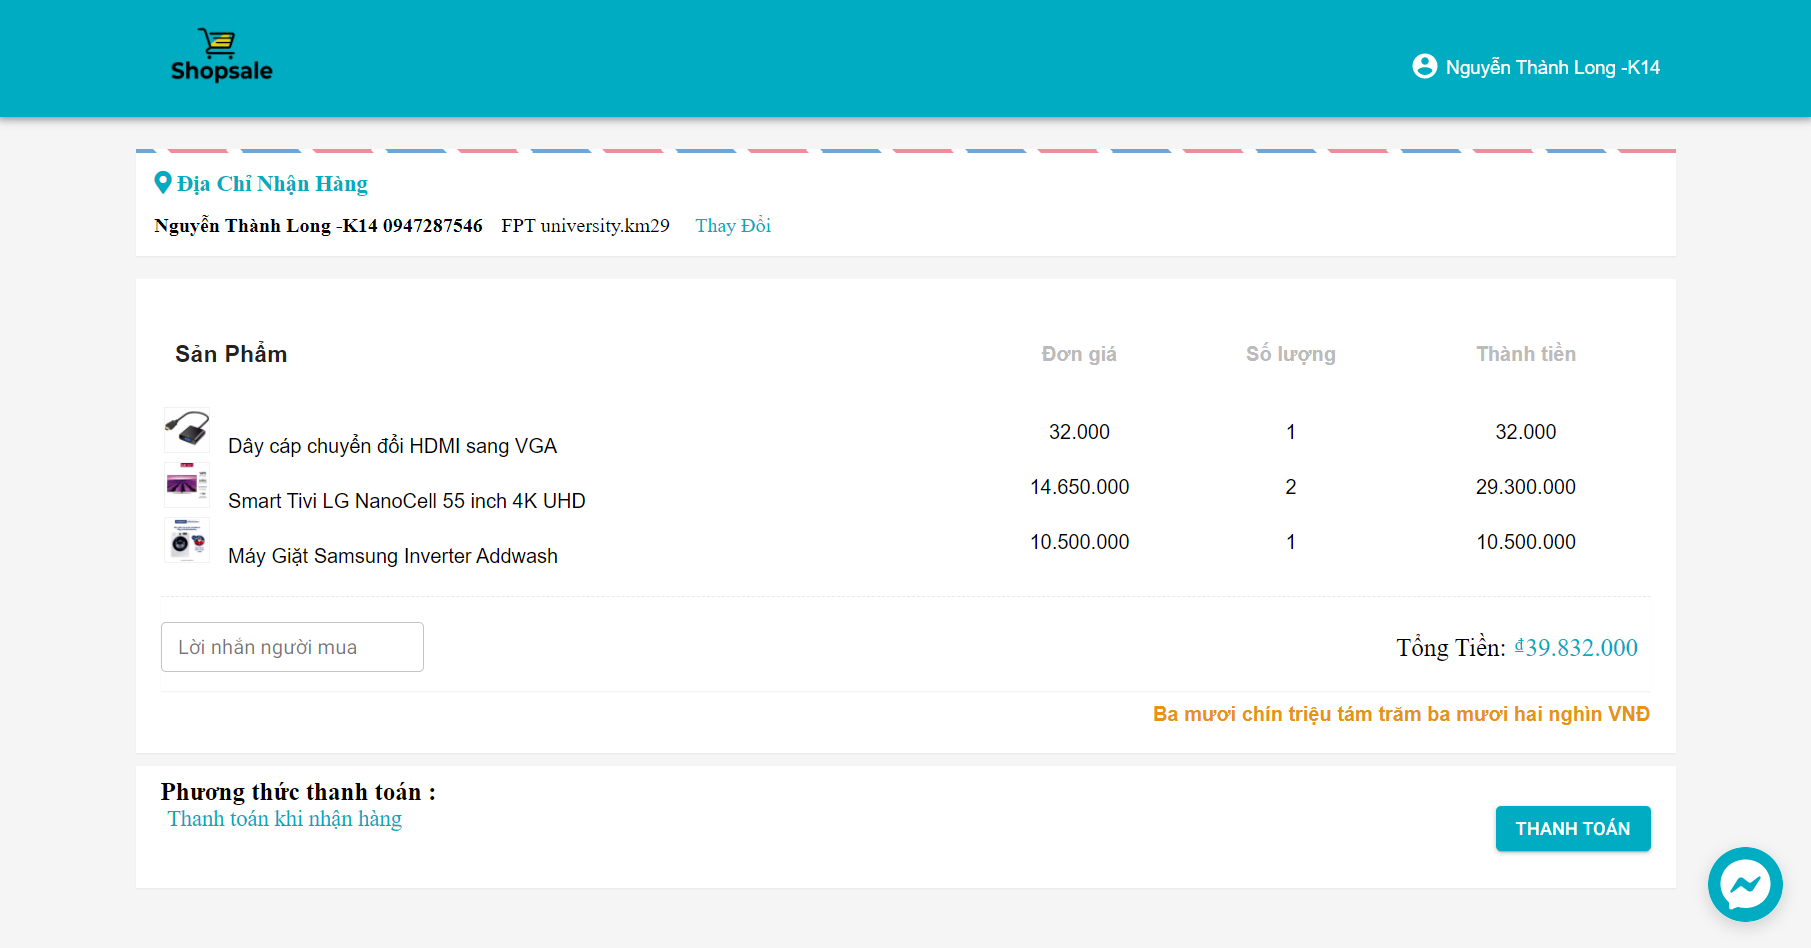 Shopsale
Nguyễn Thành Long -K14
Địa Chỉ Nhận Hàng
Nguyễn Thành Long -K14 0947287546 FPT university.km29 Thay Đổi
Sản Phẩm Đơn giá Số lượng Thành tiền
Dây cáp chuyển đổi HDMI sang VGA 32.000 1 32.000
Smart Tivi LG NanoCell 55 inch 4K UHD 14.650.000 2 29.300.000
Máy Giặt Samsung Inverter Addwash 10.500.000 1 10.500.000
Lời nhắn người mua
Tổng Tiền: ₫39.832.000
Ba mươi chín triệu tám trăm ba mươi hai nghìn VNĐ
Phương thức thanh toán :
Thanh toán khi nhận hàng
THANH TOÁN